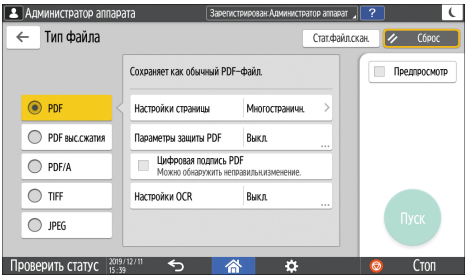 Администратор аппарата
Зарегистрирован:Администратор аппарат
?
Тип файла
Стат.файл.скан.
Сброс
Сохраняет как обычный PDF-файл.
Предпросмотр
PDF
Настройки страницы
Многостраничн.
PDF выс.сжатия
Параметры защиты PDF
Выкл.
...
PDF/A
Цифровая подпись PDF
Можно обнаружить неправильн.изменение.
TIFF
Настройки OCR
Выкл.
...
JPEG
Пуск
Проверить статус
2019/12/11
15:39
Стоп